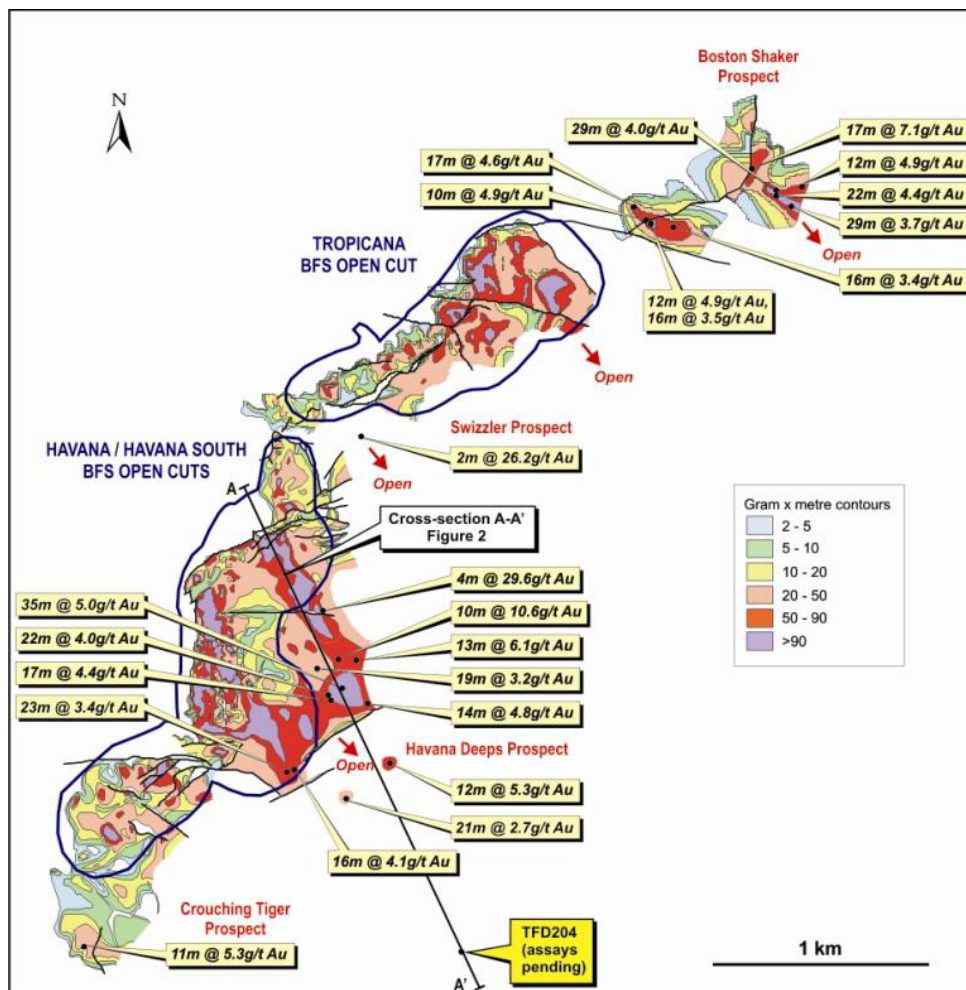 Boston Shaker
Prospect
N
29m @ 4.0g/t Au
17m @ 7.1g/t Au
17m @ 4.6g/t Au
12m @ 4.9g/t Au
10m @ 4.9g/t Au
22m @ 4.4g/t Au
29m @ 3.7g/t Au
TROPICANA
BFS OPEN CUT
Open
16m @ 3.4g/t Au
12m @ 4.9g/t Au,
16m @ 3.5g/t Au
Open
Swizzler Prospect
2m @ 26.2g/t Au
Open
HAVANA / HAVANA SOUTH
BFS OPEN CUTS
A
Cross-section A-A'
Figure 2
Gram x metre contours
2 - 5
5 - 10
10 - 20
20 - 50
50 - 90
>90
4m @ 29.6g/t Au
35m @ 5.0g/t Au
10m @ 10.6g/t Au
22m @ 4.0g/t Au
13m @ 6.1g/t Au
17m @ 4.4g/t Au
19m @ 3.2g/t Au
23m @ 3.4g/t Au
14m @ 4.8g/t Au
Open
Havana Deeps Prospect
12m @ 5.3g/t Au
21m @ 2.7g/t Au
16m @ 4.1g/t Au
Crouching Tiger
Prospect
11m @ 5.3g/t Au
TFD204
(assays
pending)
A'
1 km